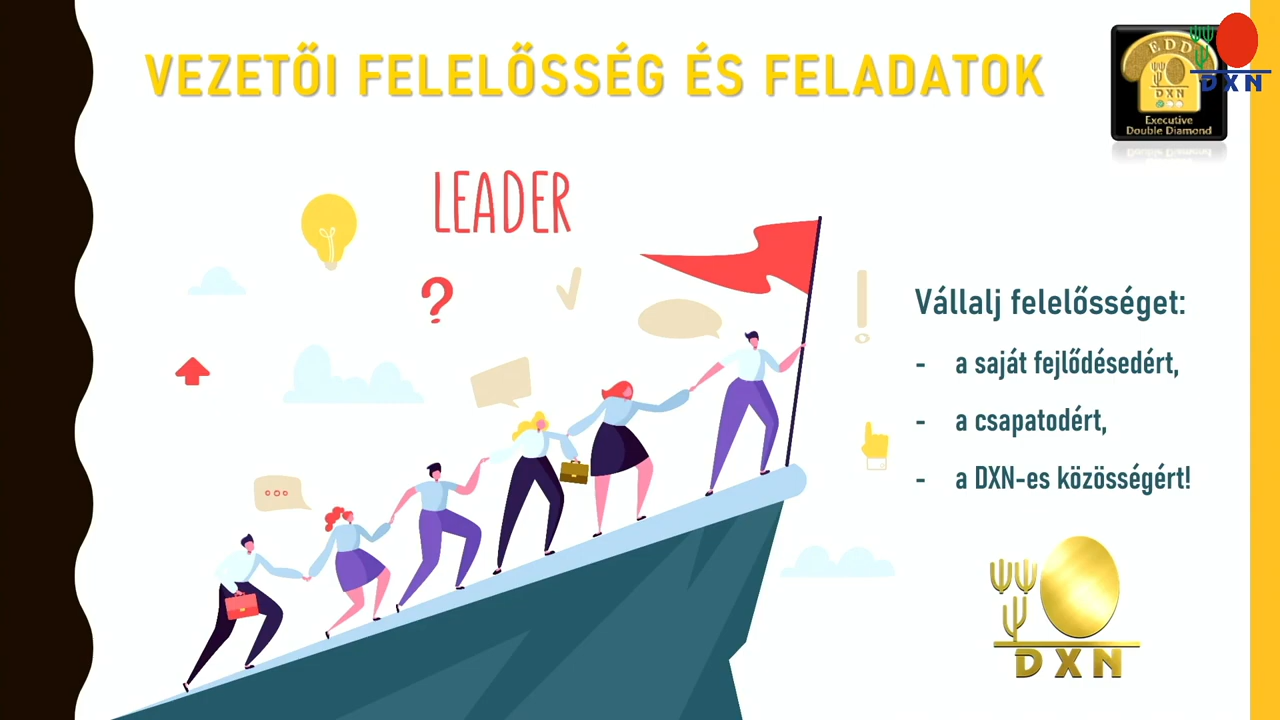 VEZETŐI FELELŐSSÉG ÉS FELADATOK
EDD
DXN
Executive
Double Diamond
DXN
LEADER
?
Vállalj felelősséget:
- a saját fejlődésedért,
- a csapatodért,
- a DXN-es közösségért!
DXN